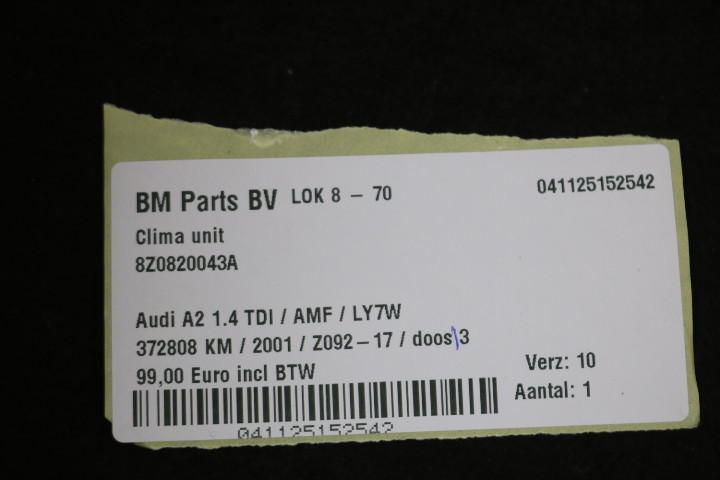 BM Parts BV LOK 8 - 70 041125152542
Clima unit
8Z0820043A
Audi A2 1.4 TDI / AMF / LY7W
372808 KM / 2001 / Z092-17 / doos 3
99,00 Euro incl BTW
Verz: 10
Aantal: 1
041125152542